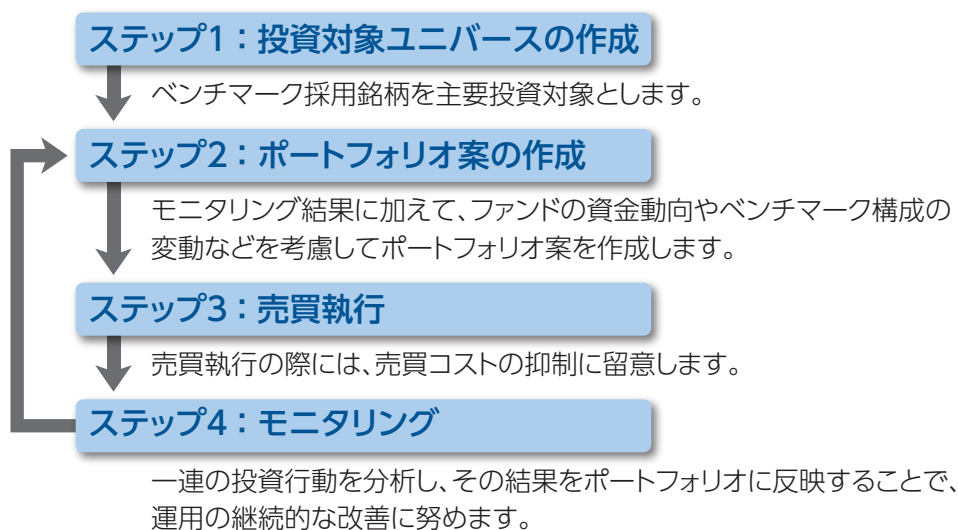 ステップ1：投資対象ユニバースの作成
ベンチマーク採用銘柄を主要投資対象とします。
ステップ2：ポートフォリオ案の作成
モニタリング結果に加えて、ファンドの資金動向やベンチマーク構成の
変動などを考慮してポートフォリオ案を作成します。
ステップ3：売買執行
売買執行の際には、売買コストの抑制に留意します。
ステップ4：モニタリング
一連の投資行動を分析し、その結果をポートフォリオに反映することで、
運用の継続的な改善に努めます。